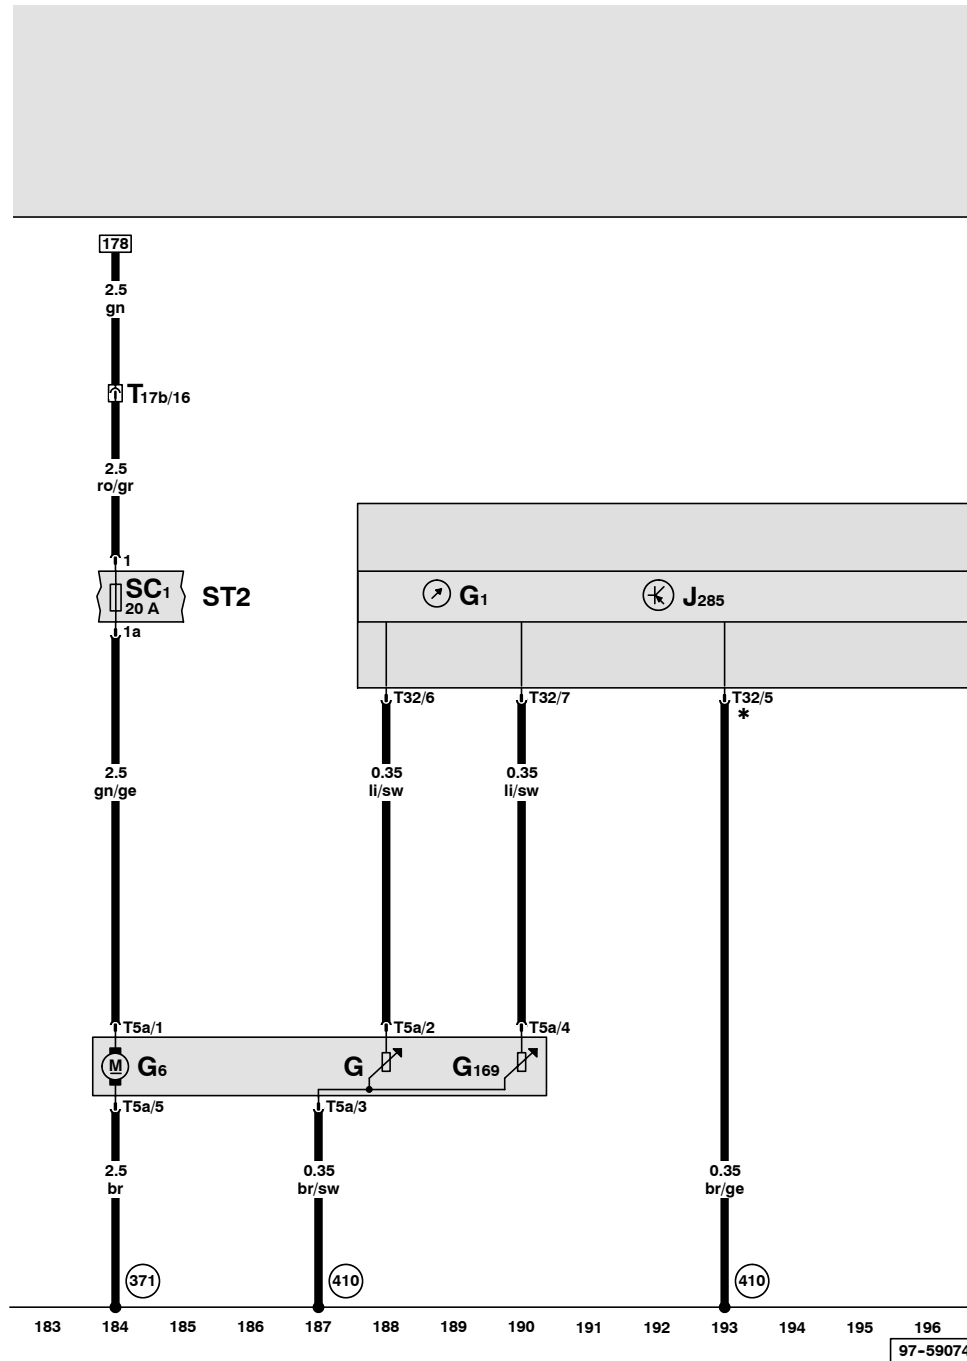 178
2.5
gn
T17b/16
2.5
ro/gr
1
SC1
20 A
ST2
1a
G1
J285
T32/6
T32/7
T32/5
*
2.5
gn/ge
0.35
li/sw
0.35
li/sw
T5a/1
T5a/2
T5a/4
M
G6
G
G169
T5a/5
T5a/3
2.5
br
0.35
br/sw
0.35
br/ge
371
410
410
183 184 185 186 187 188 189 190 191 192 193 194 195 196
97-59074